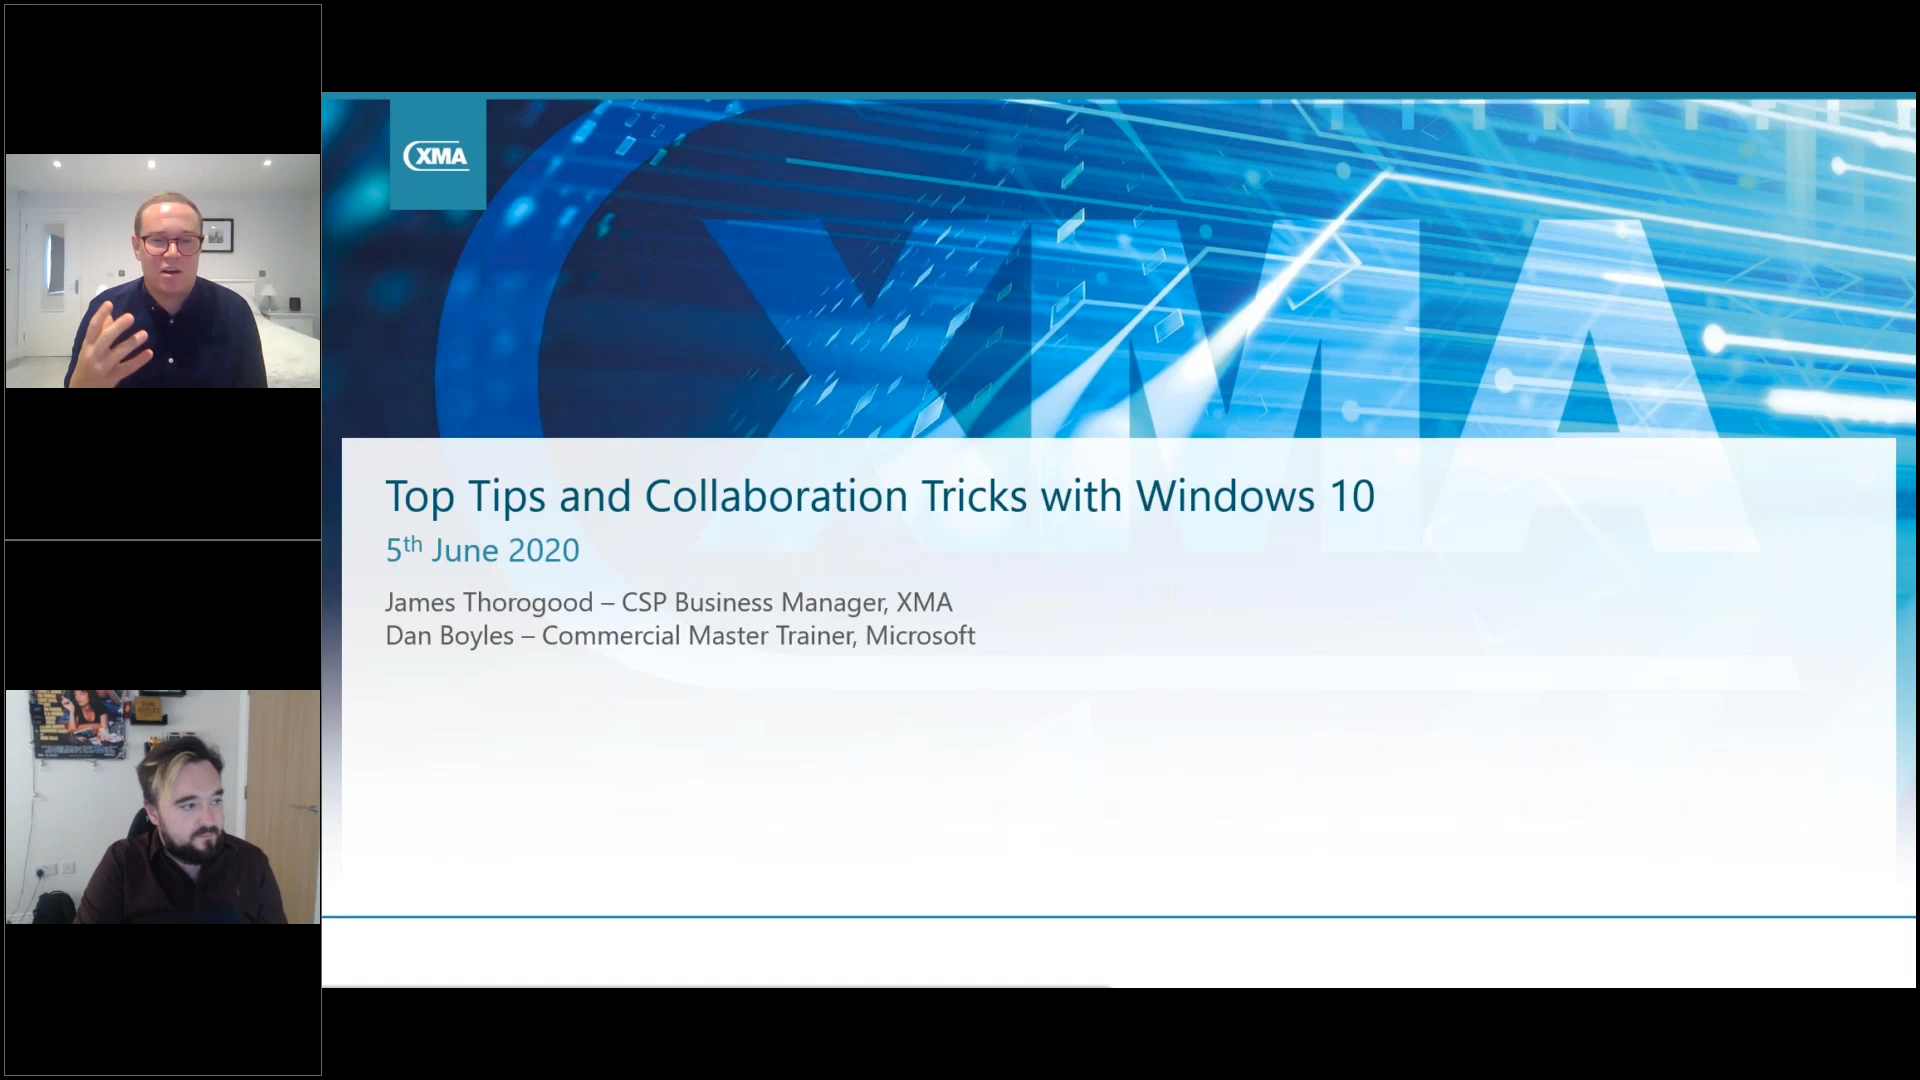 XMA
XMA
Top Tips and Collaboration Tricks with Windows 10
5th June 2020
James Thorogood – CSP Business Manager, XMA
Dan Boyles – Commercial Master Trainer, Microsoft